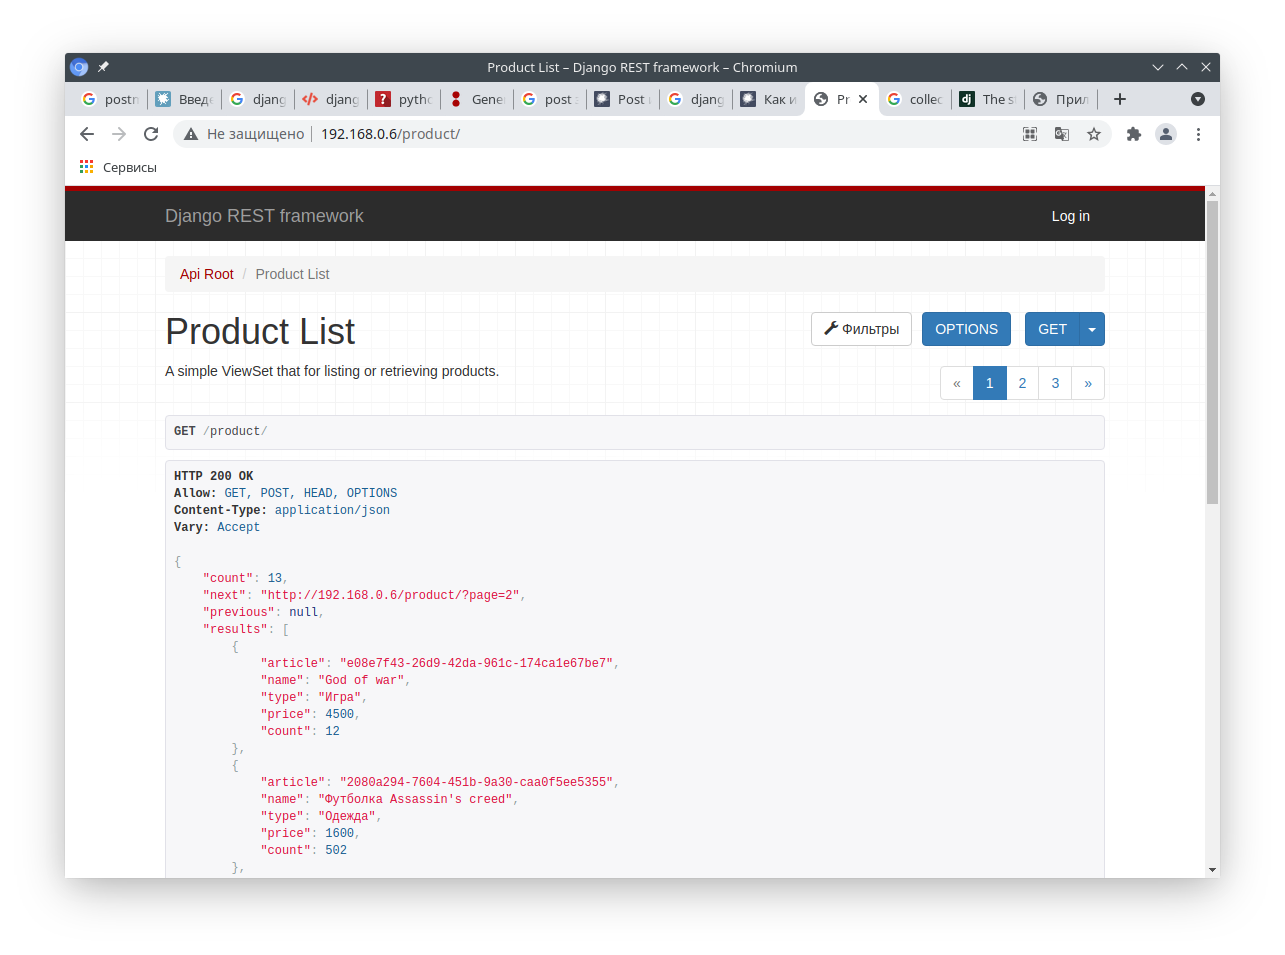 Product List – Django REST framework – Chromium
postn Введе djang djang pytho Gener post з Post djang Как и Pr collec The st Прил
Не защищено 192.168.0.6/product/
Сервисы
Django REST framework Log in
Api Root / Product List
Product List Фильтры OPTIONS GET
A simple ViewSet that for listing or retrieving products.
« 1 2 3 »
GET /product/
HTTP 200 OK
Allow: GET, POST, HEAD, OPTIONS
Content-Type: application/json
Vary: Accept
{
"count": 13,
"next": "http://192.168.0.6/product/?page=2",
"previous": null,
"results": [
{
"article": "e08e7f43-26d9-42da-961c-174ca1e67be7",
"name": "God of war",
"type": "Игра",
"price": 4500,
"count": 12
},
{
"article": "2080a294-7604-451b-9a30-caa0f5ee5355",
"name": "Футболка Assassin's creed",
"type": "Одежда",
"price": 1600,
"count": 502
},